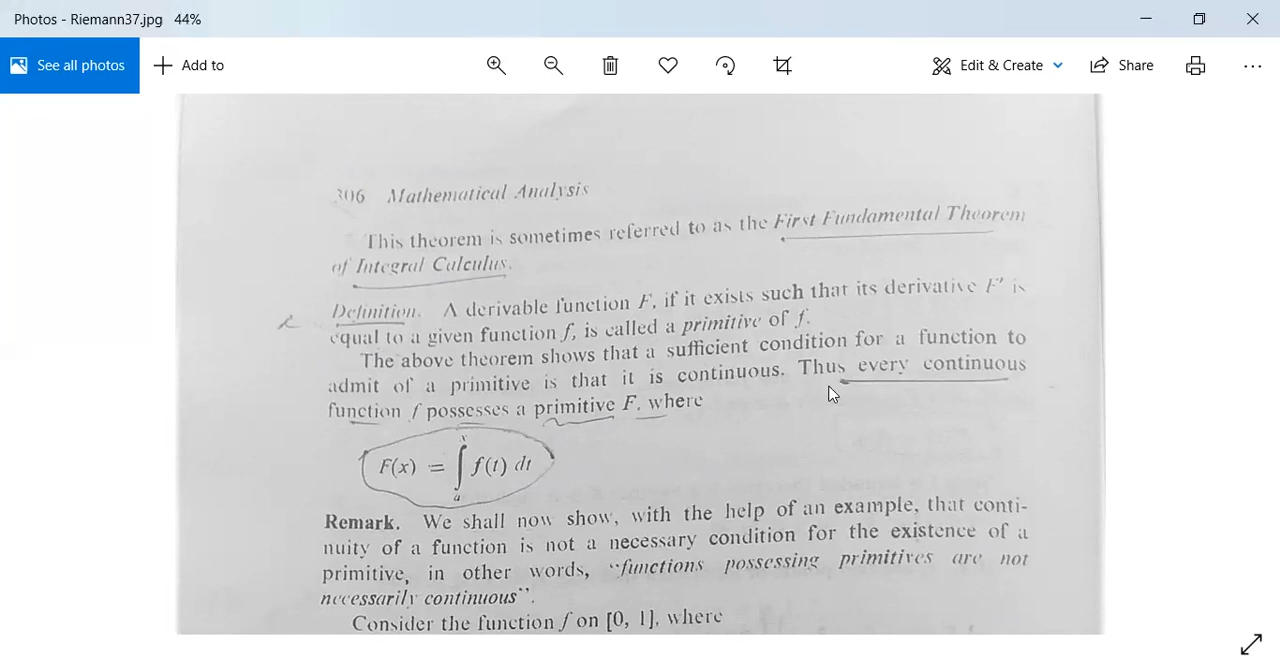 Photos - Riemann37.jpg 44%
See all photos
Add to
Edit & Create
Share
306 Mathematical Analysis
This theorem is sometimes referred to as the First Fundamental Theorem
of Integral Calculus.
Definition. A derivable function F, if it exists such that its derivative F' is
equal to a given function f, is called a primitive of f.
The above theorem shows that a sufficient condition for a function to
admit of a primitive is that it is continuous. Thus every continuous
function f possesses a primitive F, where
F(x) = ∫ₐˣ f(t) dt
Remark. We shall now show, with the help of an example, that conti-
nuity of a function is not a necessary condition for the existence of a
primitive, in other words, "functions possessing primitives are not
necessarily continuous".
Consider the function f on [0, 1], where